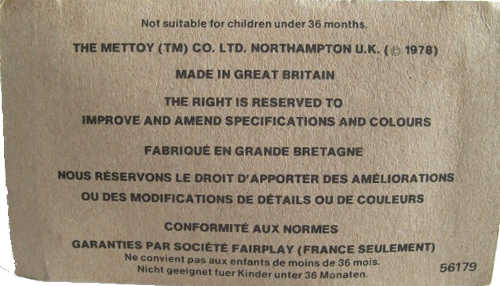 Not suitable for children under 36 months.
THE METTOY (TM) CO. LTD. NORTHAMPTON U.K. (© 1978)
MADE IN GREAT BRITAIN
THE RIGHT IS RESERVED TO
IMPROVE AND AMEND SPECIFICATIONS AND COLOURS
FABRIQUÉ EN GRANDE BRETAGNE
NOUS RÉSERVONS LE DROIT D'APPORTER DES AMÉLIORATIONS
OU DES MODIFICATIONS DE DÉTAILS OU DE COULEURS
CONFORMITÉ AUX NORMES
GARANTIES PAR SOCIÉTÉ FAIRPLAY (FRANCE SEULEMENT)
Ne convient pas aux enfants de moins de 36 mois.
Nicht geeignet fuer Kinder unter 36 Monaten.
56179